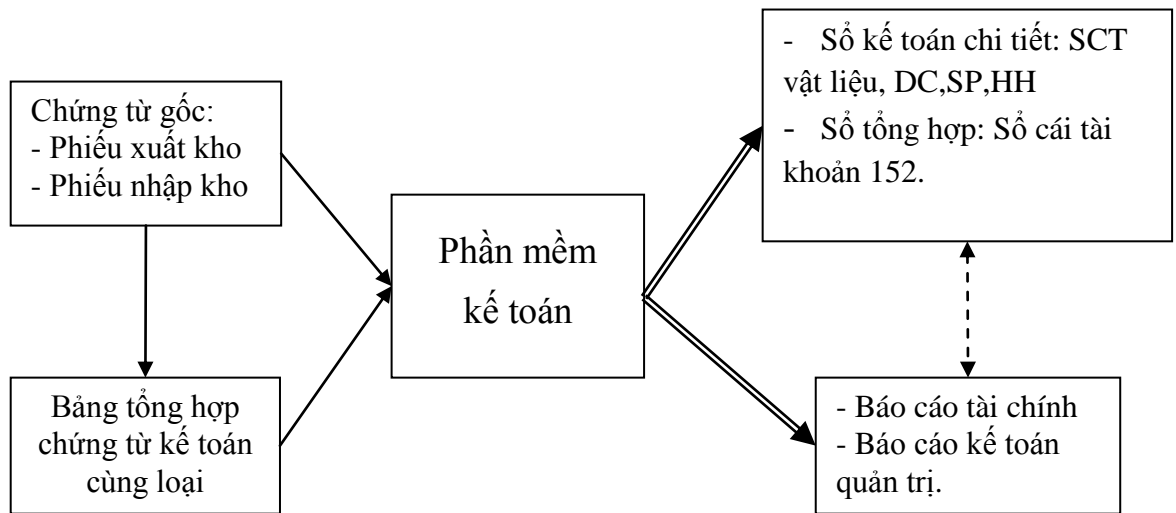 Chứng từ gốc:
- Phiếu xuất kho
- Phiếu nhập kho
Bảng tổng hợp
chứng từ kế toán
cùng loại
Phần mềm
kế toán
- Sổ kế toán chi tiết: SCT
vật liệu, DC,SP,HH
- Sổ tổng hợp: Sổ cái tài
khoản 152.
- Báo cáo tài chính
- Báo cáo kế toán
quản trị.